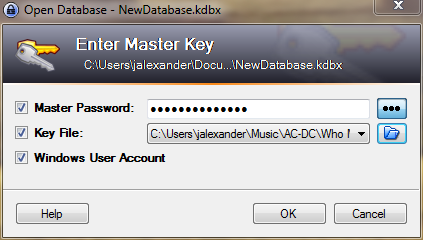 Open Database - NewDatabase.kdbx
Enter Master Key
C:\Users\jalexander\Docu...\NewDatabase.kdbx
Master Password: ●●●●●●●●●●●●●●
Key File: C:\Users\jalexander\Music\AC-DC\Who
Windows User Account
Help OK Cancel